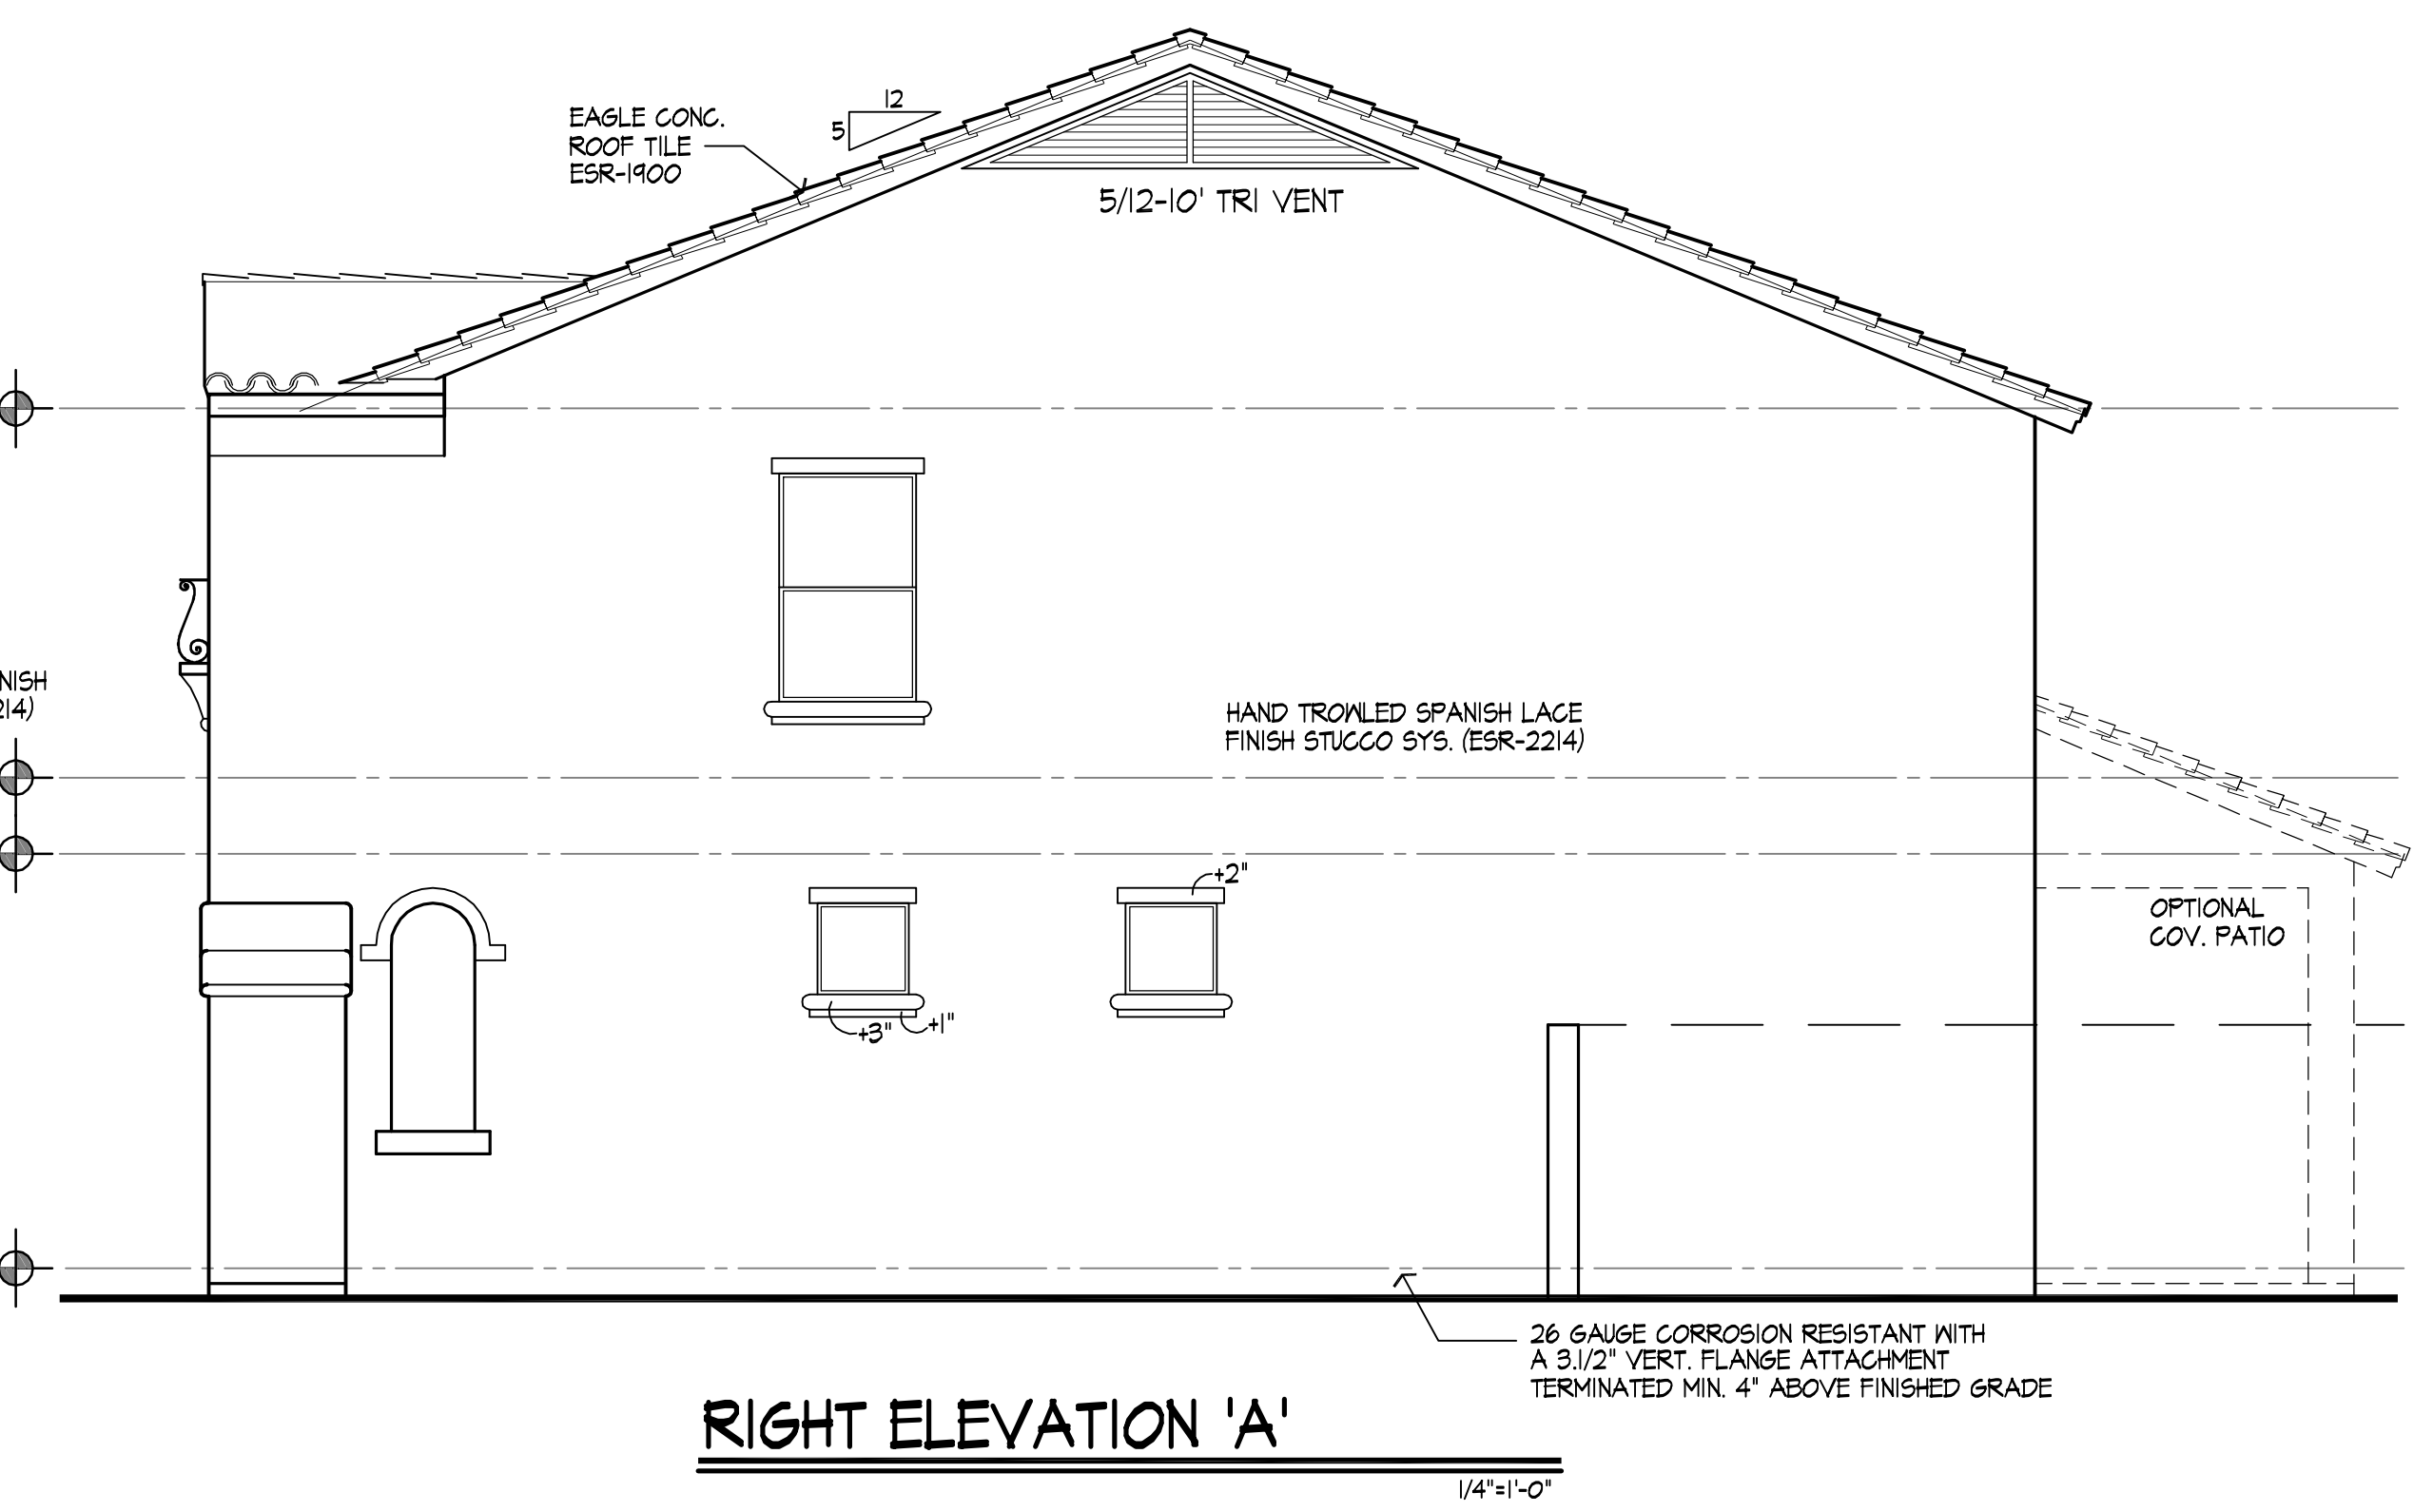 12
5
EAGLE CONC.
ROOF TILE
ESR-1900
5/12-10' TRI VENT
NISH
214)
HAND TROWLED SPANISH LACE
FINISH STUCCO SYS. (ESR-2214)
+2"
OPTIONAL
COV. PATIO
+3"
+1"
26 GAUGE CORROSION RESISTANT WITH
A 3.1/2" VERT. FLANGE ATTACHMENT
TERMINATED MIN. 4" ABOVE FINISHED GRADE
RIGHT ELEVATION 'A'
1/4"=1'-0"